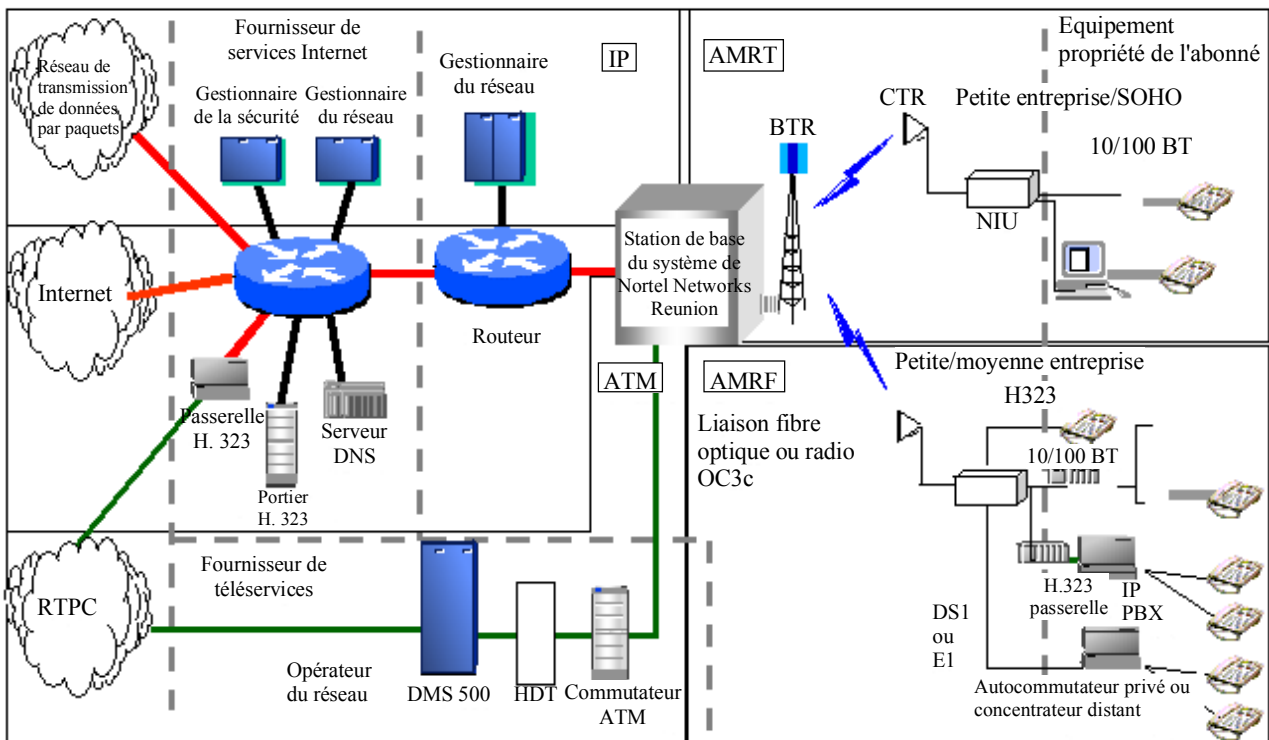 Réseau de
transmission
de données
par paquets
Fournisseur de
services Internet
Gestionnaire
de la sécurité
Gestionnaire
du réseau
Gestionnaire
du réseau
IP
Internet
Routeur
Passerelle
H. 323
Portier
H. 323
Serveur
DNS
Station de base
du système de
Nortel Networks
Reunion
ATM
RTPC
Fournisseur de
téléservices
Opérateur
du réseau
DMS 500
HDT
Commutateur
ATM
AMRT
BTR
CTR
Equipement
propriété de l'abonné
Petite entreprise/SOHO
10/100 BT
NIU
AMRF
Liaison fibre
optique ou radio
OC3c
Petite/moyenne entreprise
H323
10/100 BT
H.323
passerelle
IP
PBX
DS1
ou
E1
Autocommutateur privé ou
concentrateur distant